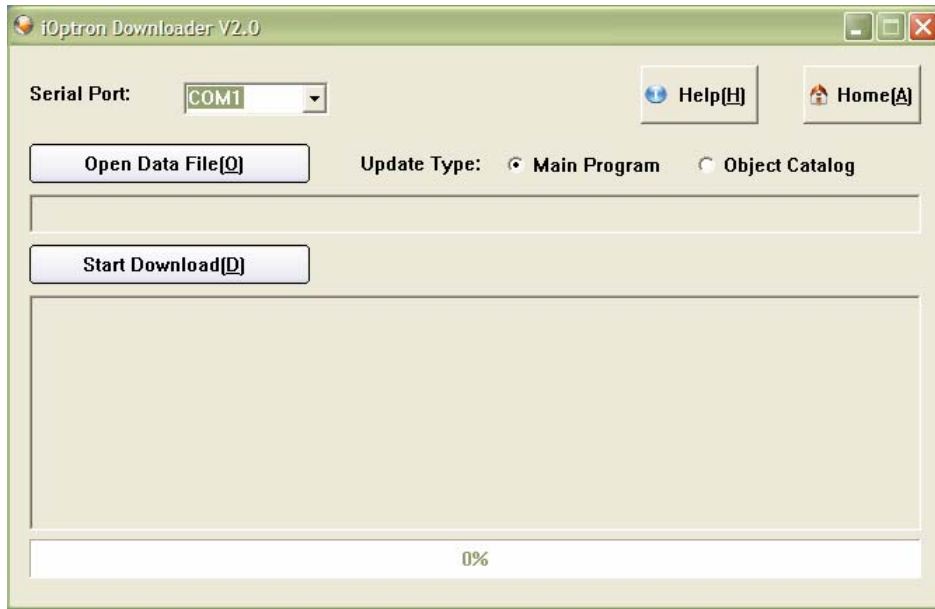 iOptron Downloader V2.0
Serial Port: COM1 Help(H) Home(A)
Open Data File(O) Update Type: Main Program Object Catalog
Start Download(D)
0%